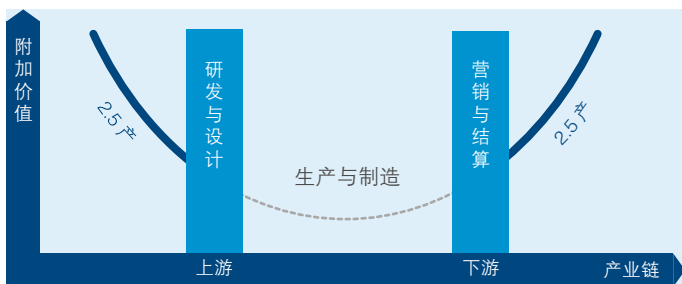 附加价值
2.5 产
研发与设计
生产与制造
营销与结算
2.5 产
上游
下游
产业链